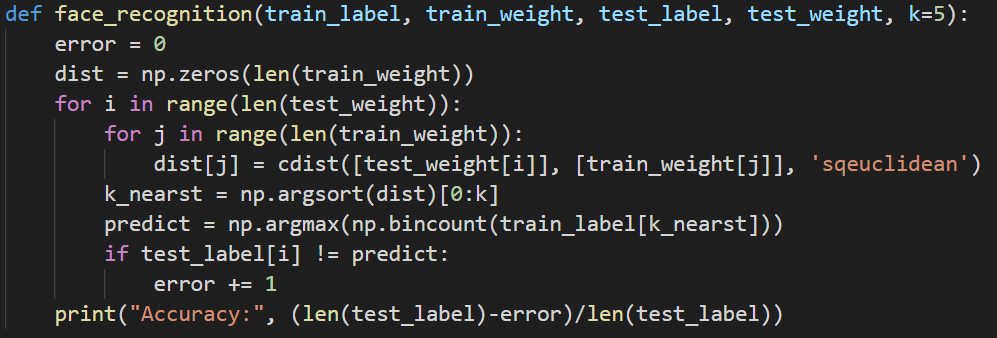 def face_recognition(train_label, train_weight, test_label, test_weight, k=5):
    error = 0
    dist = np.zeros(len(train_weight))
    for i in range(len(test_weight)):
        for j in range(len(train_weight)):
            dist[j] = cdist([test_weight[i]], [train_weight[j]], 'sqeuclidean')
        k_nearst = np.argsort(dist)[0:k]
        predict = np.argmax(np.bincount(train_label[k_nearst]))
        if test_label[i] != predict:
            error += 1
    print("Accuracy:", (len(test_label)-error)/len(test_label))